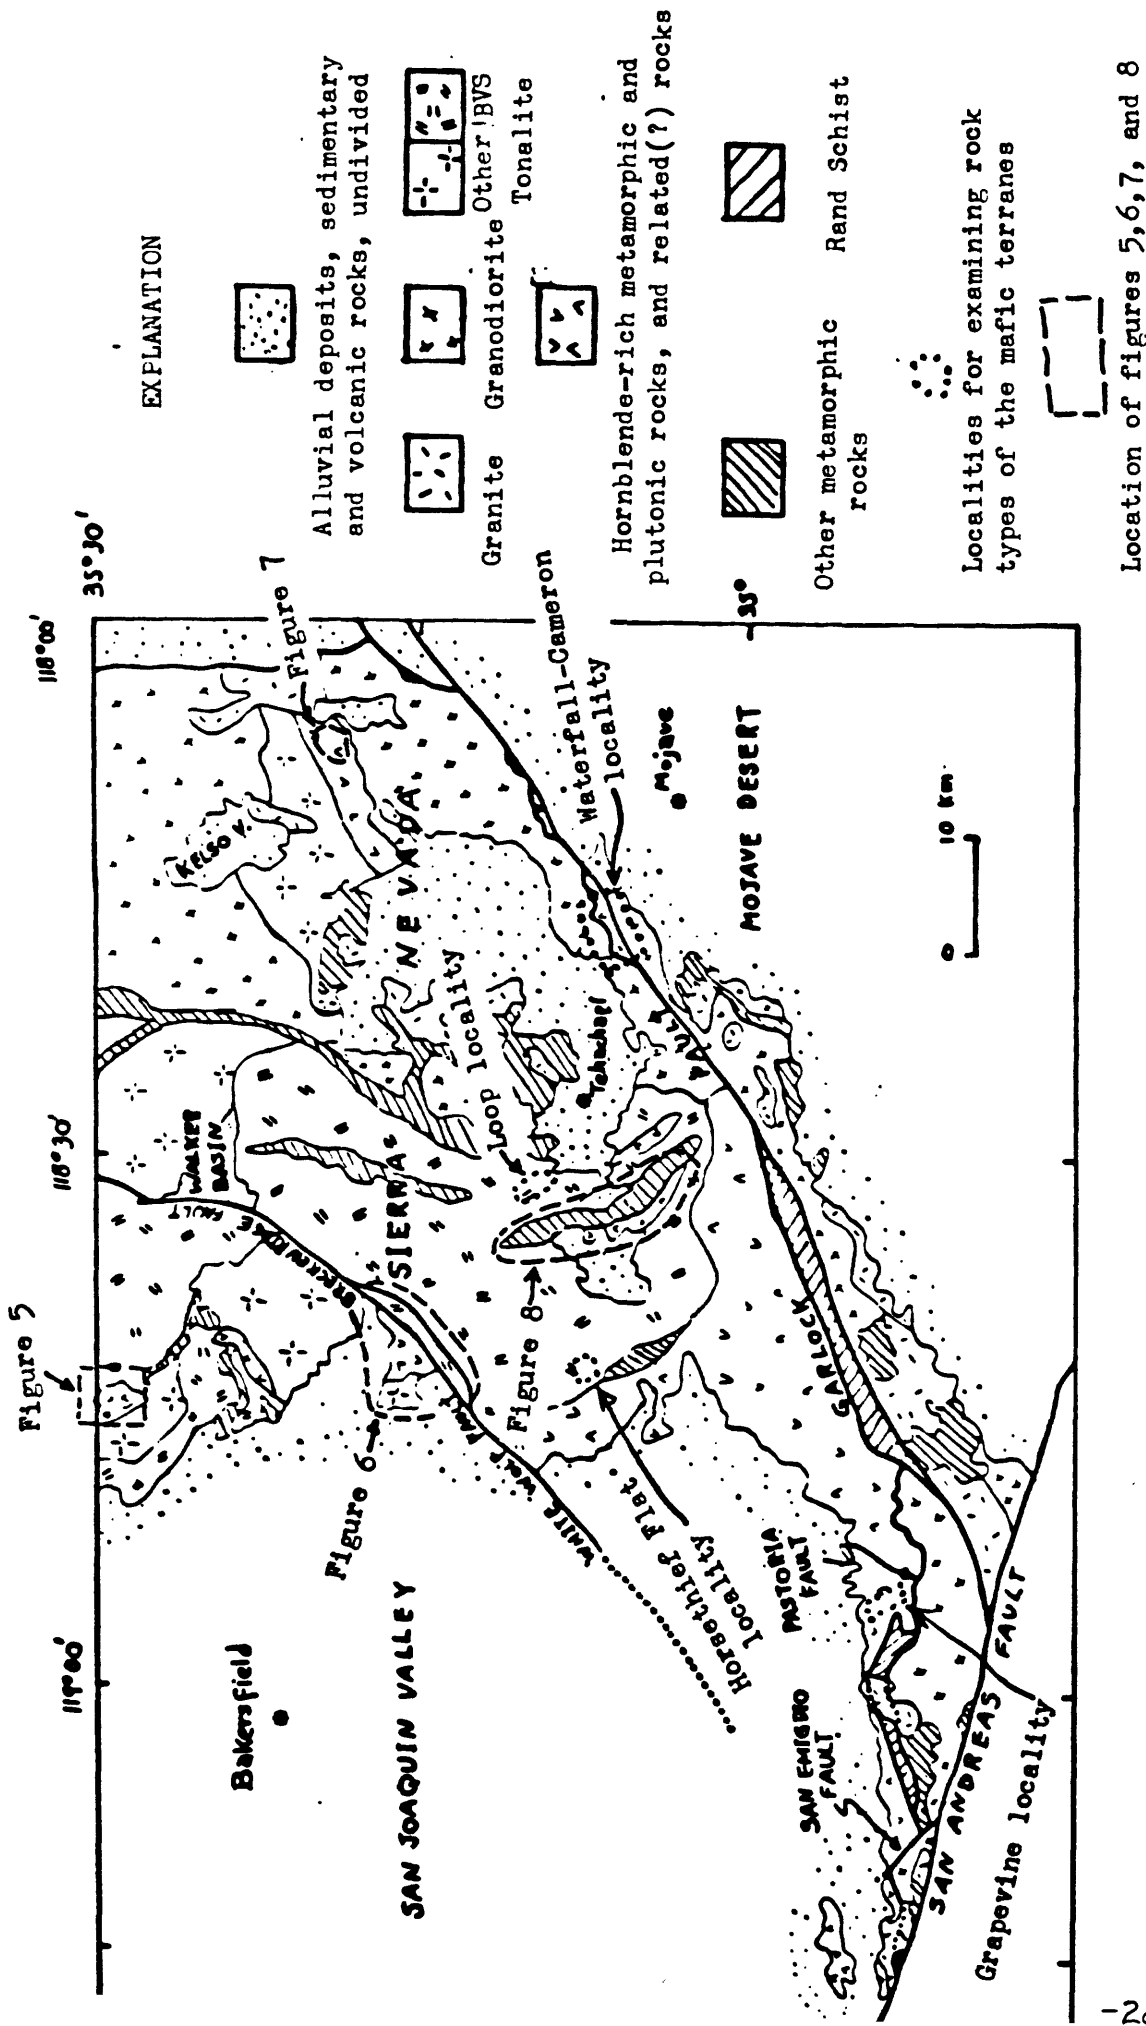 EXPLANATION
Alluvial deposits, sedimentary
and volcanic rocks, undivided
Granite
Granodiorite
Other
BVS
Tonalite
Hornblende-rich metamorphic and
plutonic rocks, and related(?) rocks
Other metamorphic
rocks
Rand Schist
Localities for examining rock
types of the mafic terranes
Location of figures 5,6,7, and 8
119°00'
118°30'
118°00'
35°30'
35°
Figure 5
Figure 7
Figure 6
Figure 8
Bakersfield
SAN JOAQUIN VALLEY
WALKER
BASIN
KELSO V.
BRECKENRIDGE
FAULT
SIERRA
NEVADA
Loop locality
Tehachapi
Waterfall-Cameron
locality
Mojave
MOJAVE DESERT
0 10 km
WHITE WOLF FAULT
Horsethief Flat
locality
GARLOCK
FAULT
PASTORIA
FAULT
SAN EMIGDIO
FAULT
SAN ANDREAS FAULT
Grapevine locality